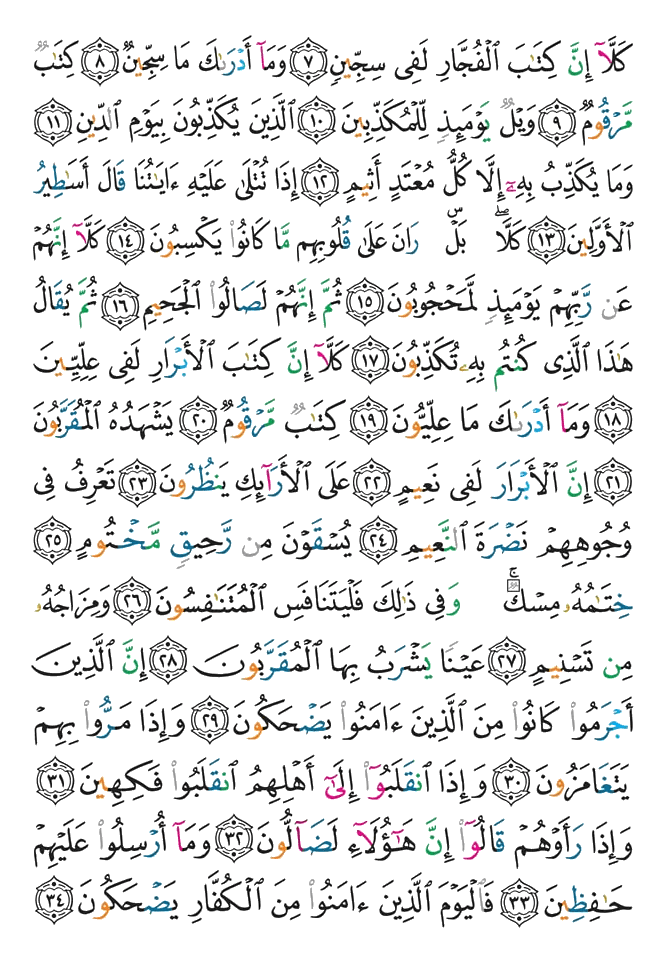 كَلَّآ إِنَّ كِتَٰبَ ٱلْفُجَّارِ لَفِى سِجِّينٍ ٧ وَمَآ أَدْرَىٰكَ مَا سِجِّينٌ ٨ كِتَٰبٌ
مَّرْقُومٌ ٩ وَيْلٌ يَوْمَئِذٍ لِّلْمُكَذِّبِينَ ١٠ ٱلَّذِينَ يُكَذِّبُونَ بِيَوْمِ ٱلدِّينِ ١١
وَمَا يُكَذِّبُ بِهِۦٓ إِلَّا كُلُّ مُعْتَدٍ أَثِيمٍ ١٢ إِذَا تُتْلَىٰ عَلَيْهِ ءَايَٰتُنَا قَالَ أَسَٰطِيرُ
ٱلْأَوَّلِينَ ١٣ كَلَّاۖ بَلْۜ رَانَ عَلَىٰ قُلُوبِهِم مَّا كَانُوا۟ يَكْسِبُونَ ١٤ كَلَّآ إِنَّهُمْ
عَن رَّبِّهِمْ يَوْمَئِذٍ لَّمَحْجُوبُونَ ١٥ ثُمَّ إِنَّهُمْ لَصَالُوا۟ ٱلْجَحِيمِ ١٦ ثُمَّ يُقَالُ
هَٰذَا ٱلَّذِى كُنتُم بِهِۦ تُكَذِّبُونَ ١٧ كَلَّآ إِنَّ كِتَٰبَ ٱلْأَبْرَارِ لَفِى عِلِّيِّينَ
١٨ وَمَآ أَدْرَىٰكَ مَا عِلِّيُّونَ ١٩ كِتَٰبٌ مَّرْقُومٌ ٢٠ يَشْهَدُهُ ٱلْمُقَرَّبُونَ
٢١ إِنَّ ٱلْأَبْرَارَ لَفِى نَعِيمٍ ٢٢ عَلَى ٱلْأَرَآئِكِ يَنظُرُونَ ٢٣ تَعْرِفُ فِى
وُجُوهِهِمْ نَضْرَةَ ٱلنَّعِيمِ ٢٤ يُسْقَوْنَ مِن رَّحِيقٍ مَّخْتُومٍ ٢٥
خِتَٰمُهُۥ مِسْكٌۚ وَفِى ذَٰلِكَ فَلْيَتَنَافَسِ ٱلْمُتَنَٰفِسُونَ ٢٦ وَمِزَاجُهُۥ
مِن تَسْنِيمٍ ٢٧ عَيْنًا يَشْرَبُ بِهَا ٱلْمُقَرَّبُونَ ٢٨ إِنَّ ٱلَّذِينَ
أَجْرَمُوا۟ كَانُوا۟ مِنَ ٱلَّذِينَ ءَامَنُوا۟ يَضْحَكُونَ ٢٩ وَإِذَا مَرُّوا۟ بِهِمْ
يَتَغَامَزُونَ ٣٠ وَإِذَا ٱنقَلَبُوٓا۟ إِلَىٰٓ أَهْلِهِمُ ٱنقَلَبُوا۟ فَكِهِينَ ٣١
وَإِذَا رَأَوْهُمْ قَالُوٓا۟ إِنَّ هَٰٓؤُلَآءِ لَضَآلُّونَ ٣٢ وَمَآ أُرْسِلُوا۟ عَلَيْهِمْ
حَٰفِظِينَ ٣٣ فَٱلْيَوْمَ ٱلَّذِينَ ءَامَنُوا۟ مِنَ ٱلْكُفَّارِ يَضْحَكُونَ ٣٤